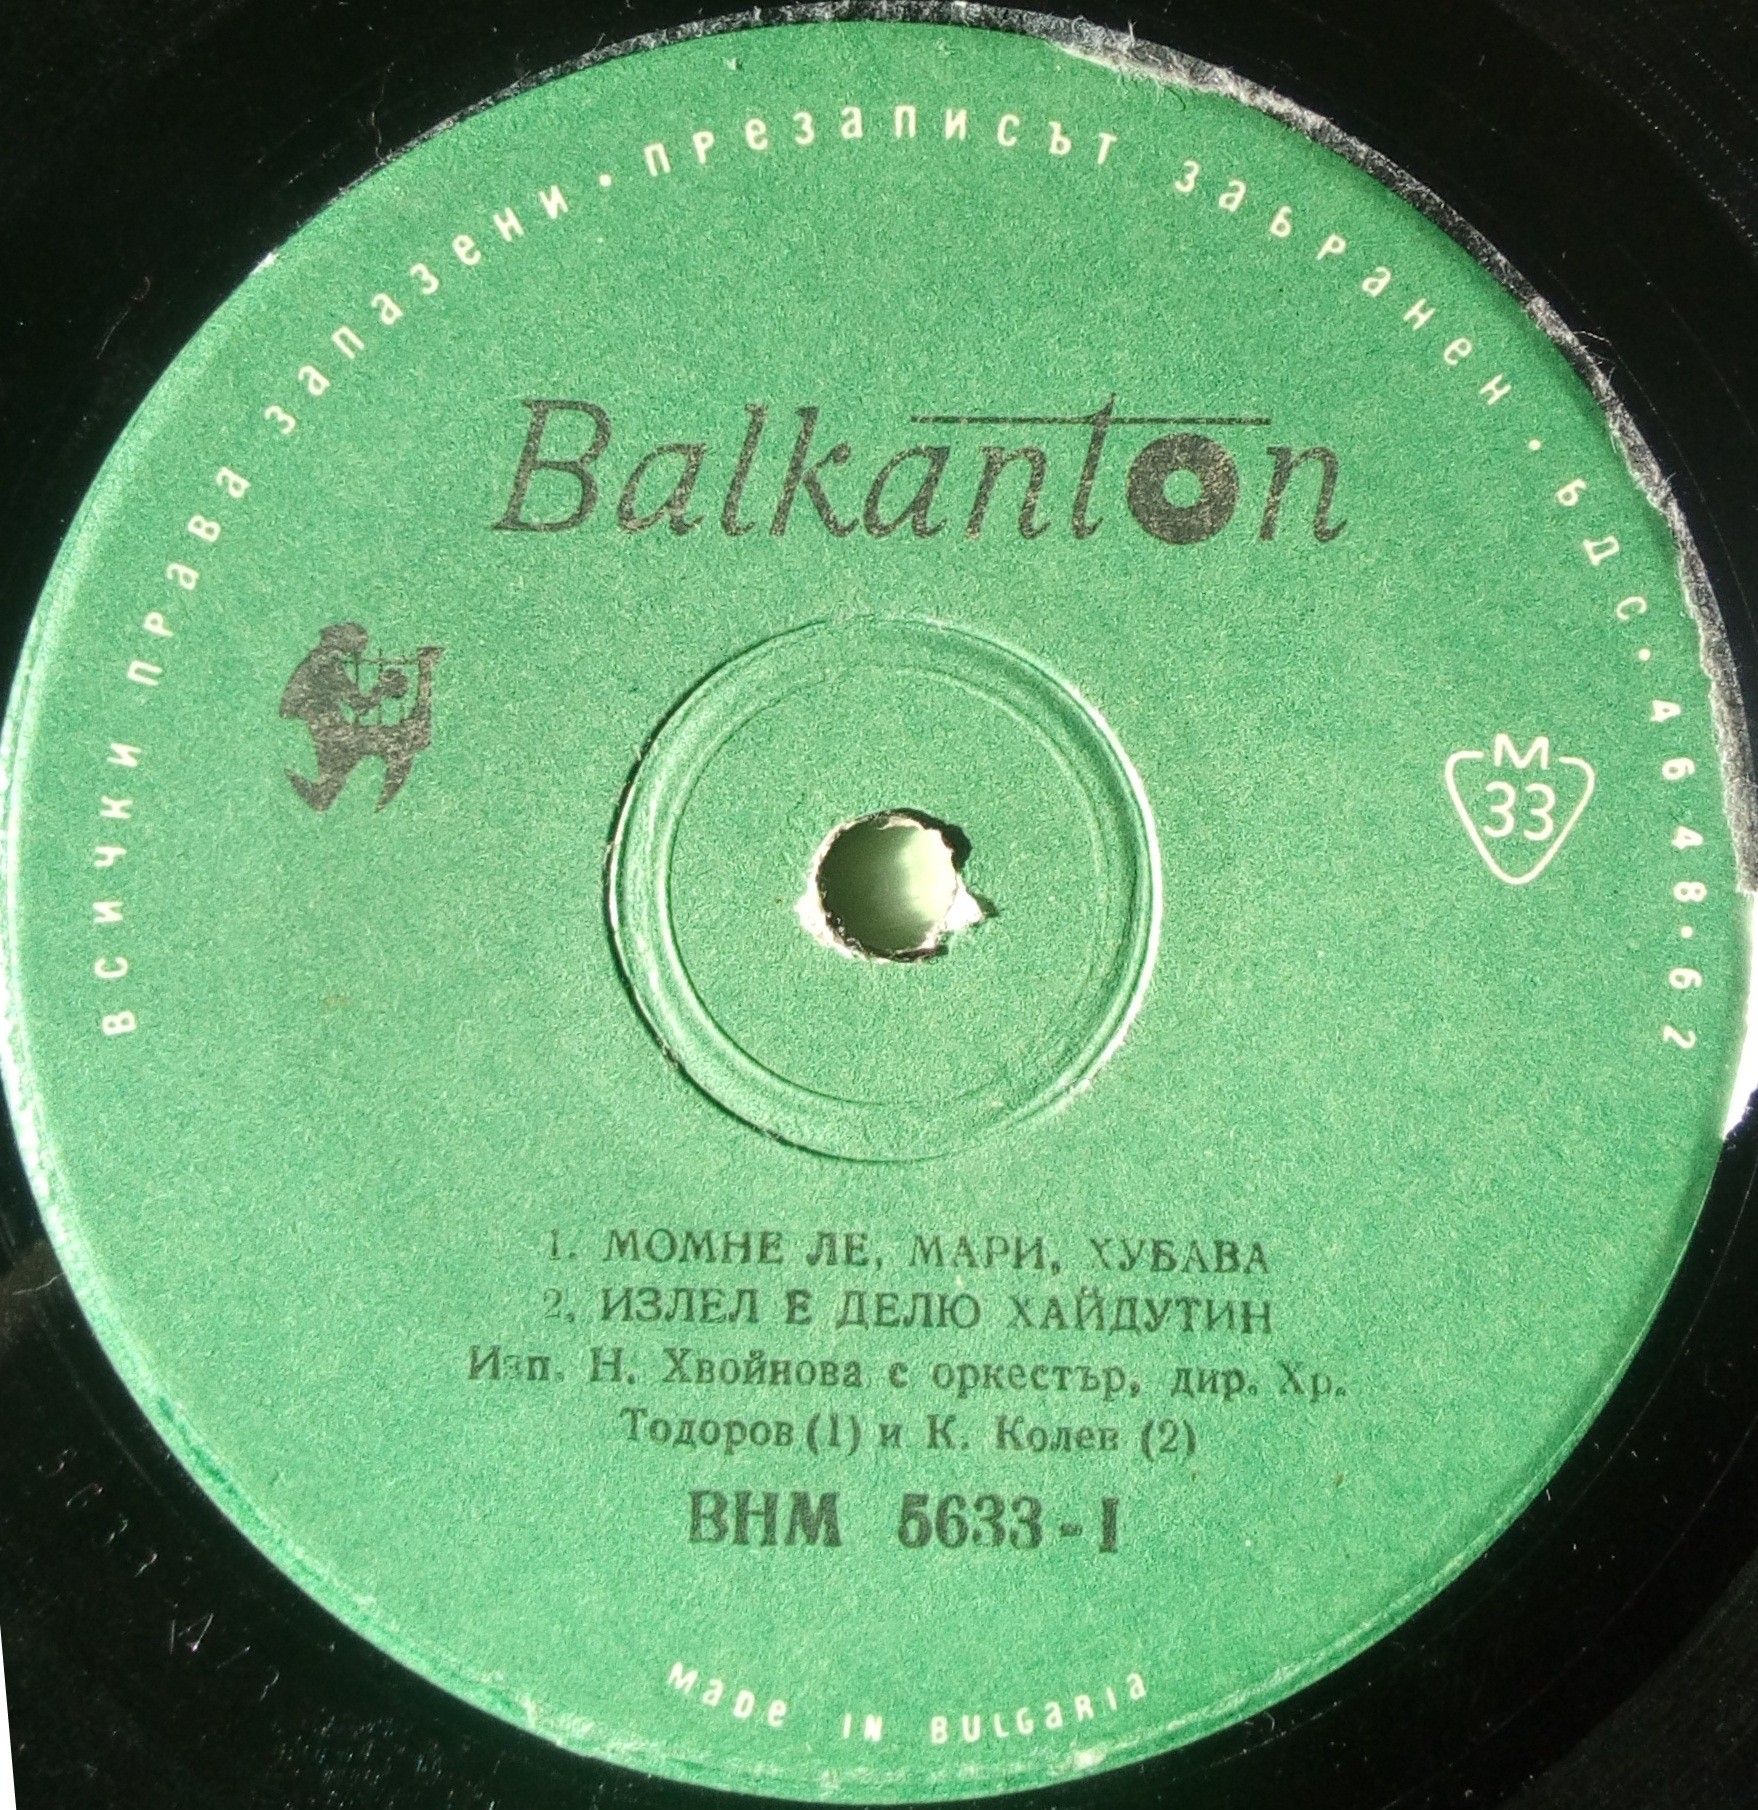 всички права запазени · презаписът забранен · БДС · 4648·62
Balkanton
М
33
1. МОМНЕ ЛЕ, МАРИ, ХУБАВА
2, ИЗЛЕЛ Е ДЕЛЮ ХАЙДУТИН
Изп. Н. Хвойнова с оркестър, дир. Хр.
Тодоров (1) и К. Колев (2)
ВНМ 5633-I
Made in Bulgaria